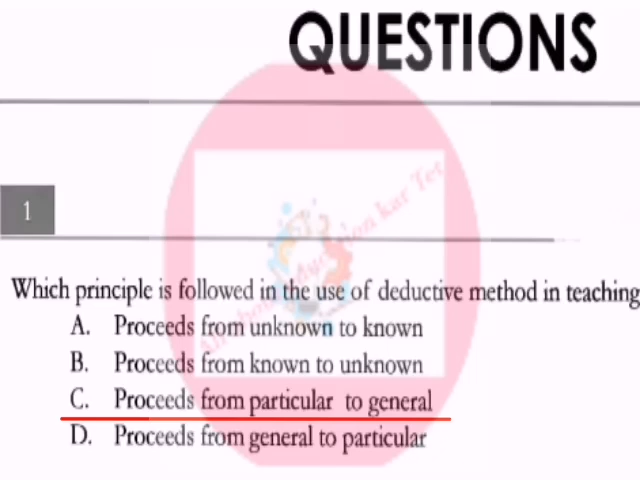 QUESTIONS
1
Which principle is followed in the use of deductive method in teaching
A. Proceeds from unknown to known
B. Proceeds from known to unknown
C. Proceeds from particular to general
D. Proceeds from general to particular